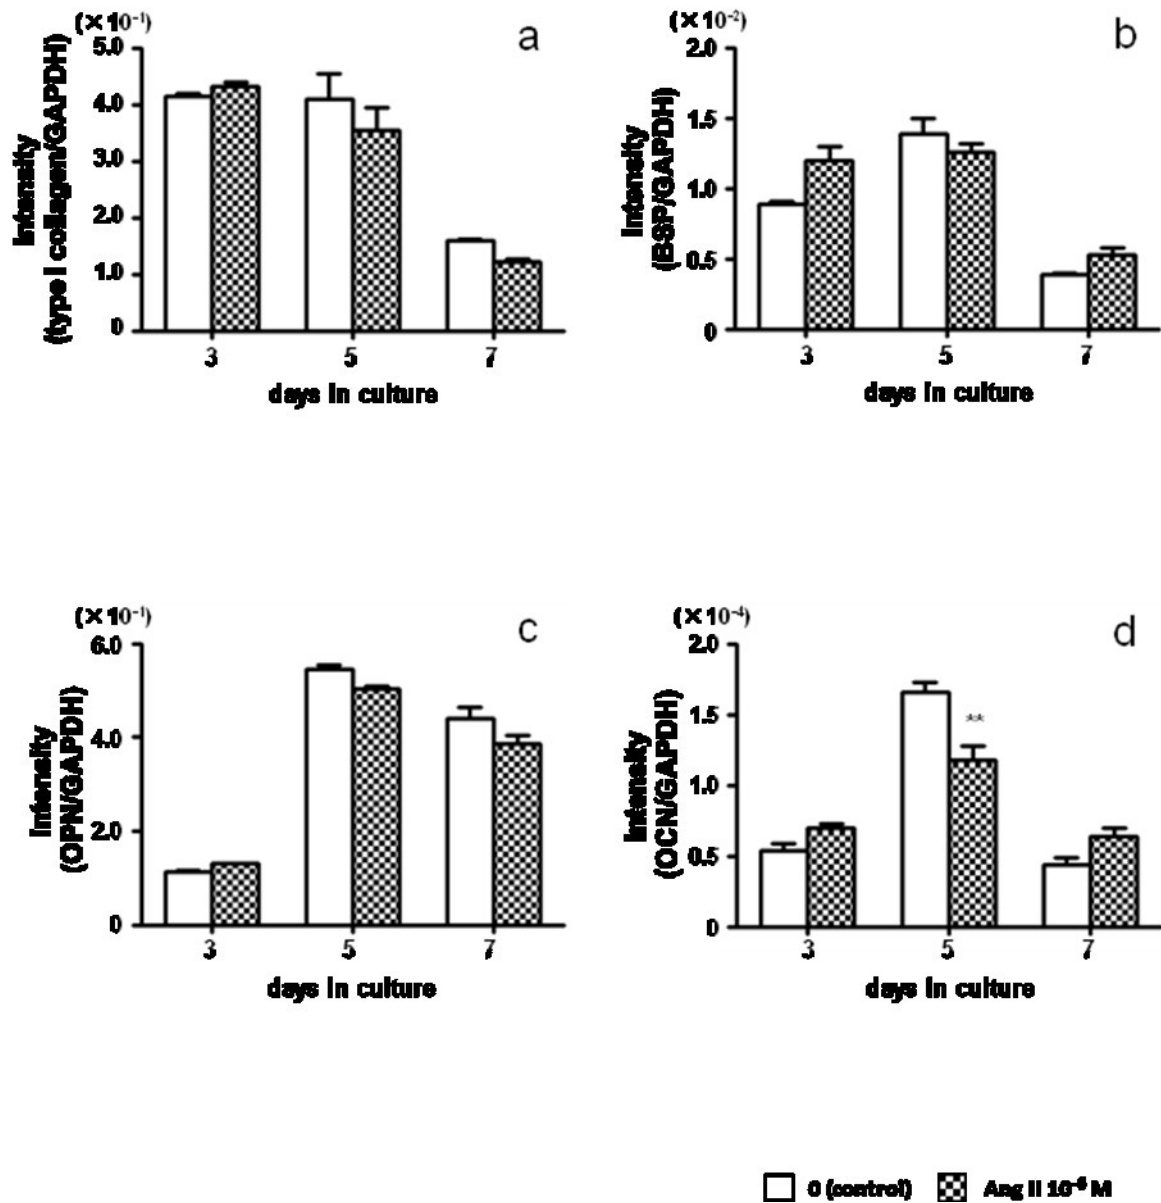 (×10⁻¹)
a
5.0
4.0
3.0
2.0
1.0
0
Intensity
(type I collagen/GAPDH)
3 5 7
days in culture
(×10⁻²)
b
2.0
1.5
1.0
0.5
0
Intensity
(BSP/GAPDH)
3 5 7
days in culture
(×10⁻¹)
c
6.0
4.0
2.0
0
Intensity
(OPN/GAPDH)
3 5 7
days in culture
(×10⁻⁴)
d
2.0
1.5
1.0
0.5
0
Intensity
(OCN/GAPDH)
**
3 5 7
days in culture
0 (control) Ang II 10⁻⁶ M